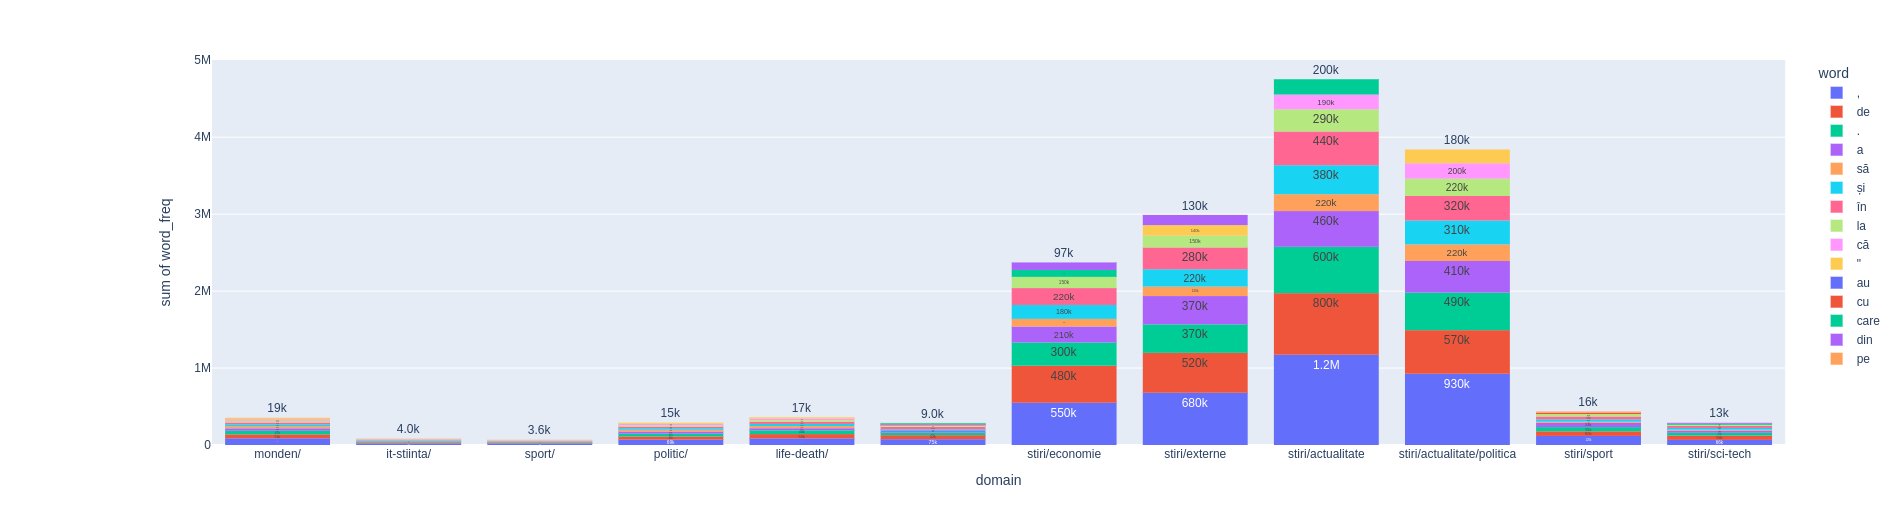 5M
4M
3M
2M
1M
0
sum of word_freq
19k
4.0k
3.6k
15k
17k
9.0k
75k
97k
150k
220k
180k
210k
300k
480k
550k
130k
150k
280k
220k
370k
370k
520k
680k
200k
190k
290k
440k
380k
220k
460k
600k
800k
1.2M
180k
200k
220k
320k
310k
220k
410k
490k
570k
930k
16k
13k
monden/
it-stiinta/
sport/
politic/
life-death/
stiri/economie
stiri/externe
stiri/actualitate
stiri/actualitate/politica
stiri/sport
stiri/sci-tech
domain
word
,
de
.
a
să
și
în
la
că
"
au
cu
care
din
pe